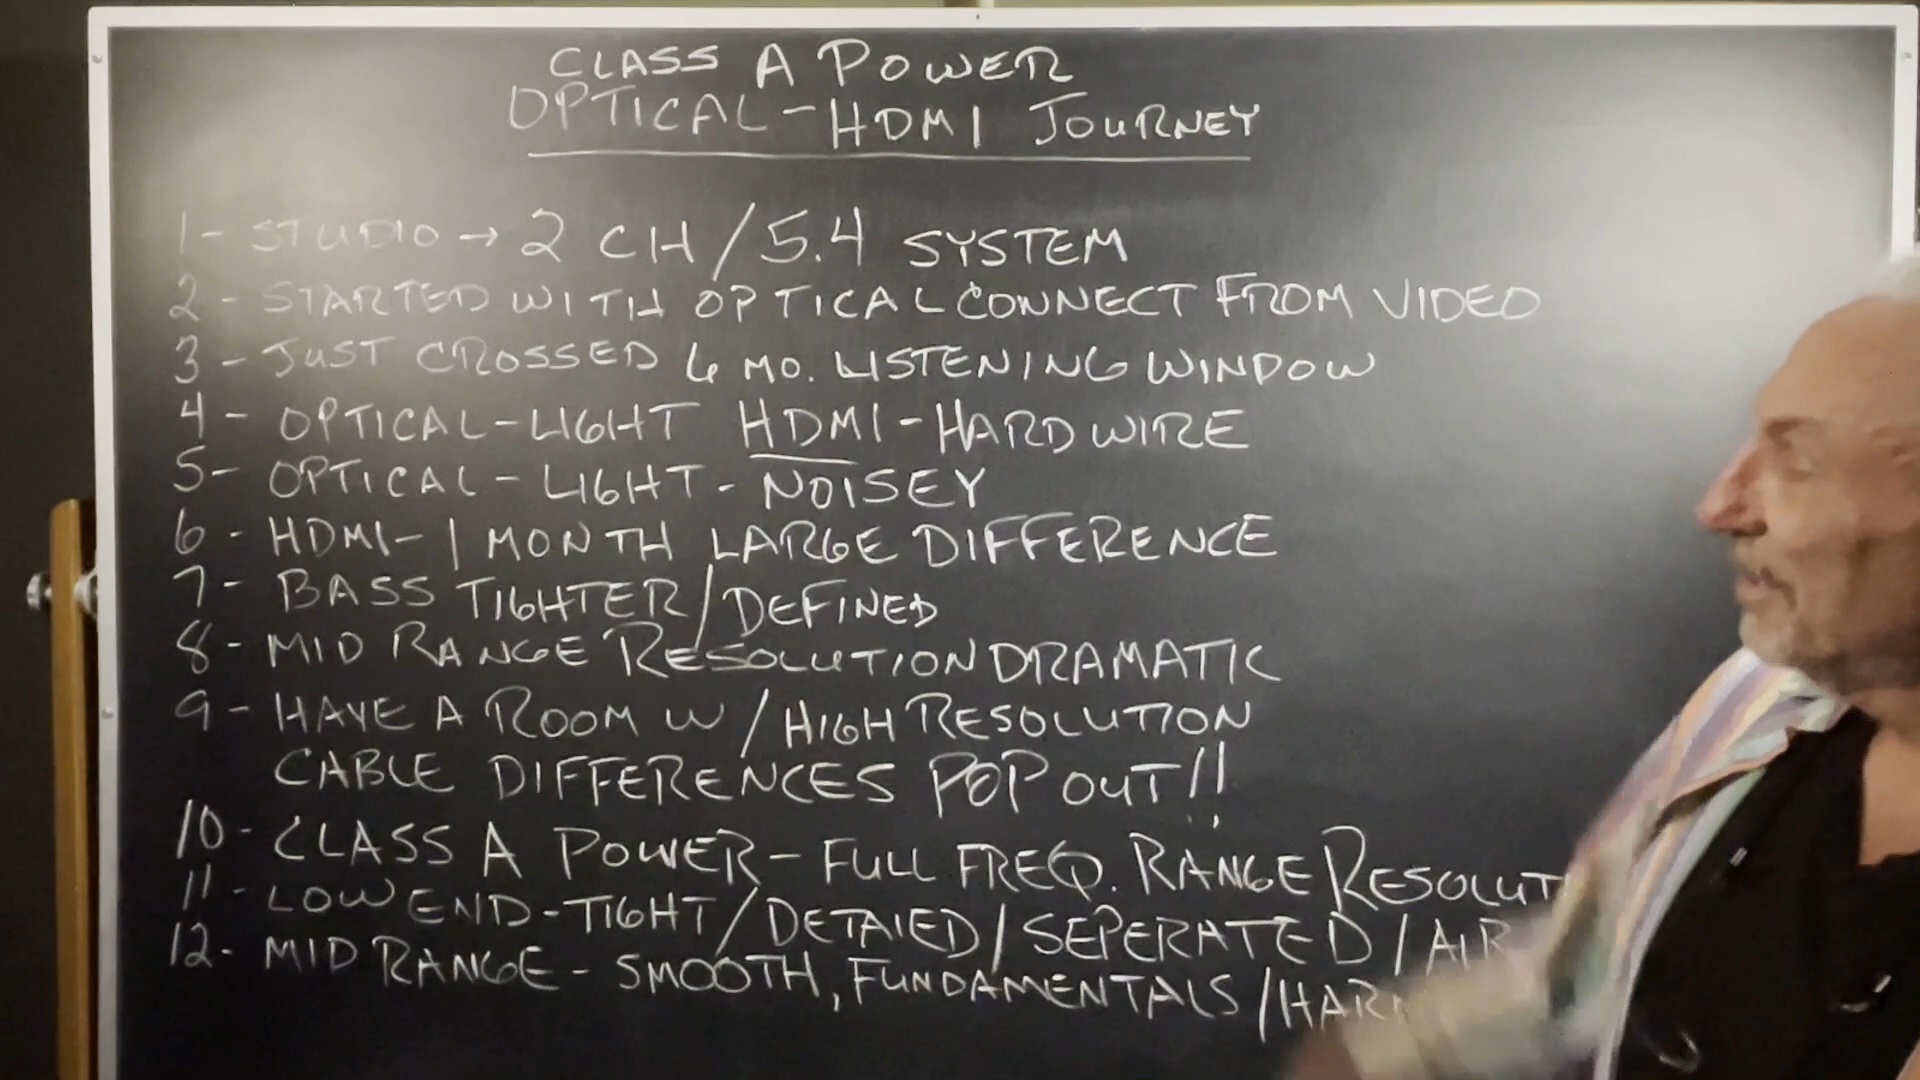 CLASS A POWER
OPTICAL-HDMI JOURNEY
1- STUDIO → 2 CH/5.4 SYSTEM
2- STARTED WITH OPTICAL CONNECT FROM VIDEO
3- JUST CROSSED 6 MO. LISTENING WINDOW
4- OPTICAL-LIGHT HDMI-HARDWIRE
5- OPTICAL-LIGHT-NOISEY
6- HDMI-1 MONTH LARGE DIFFERENCE
7- BASS TIGHTER/DEFINED
8- MID RANGE RESOLUTION DRAMATIC
9- HAVE A ROOM W/HIGH RESOLUTION
CABLE DIFFERENCES POP OUT!!
10- CLASS A POWER-FULL FREQ. RANGE RESOLUT
11- LOW END-TIGHT/DETAIED/SEPERATED/AIR
12- MID RANGE-SMOOTH, FUNDAMENTALS/HAR